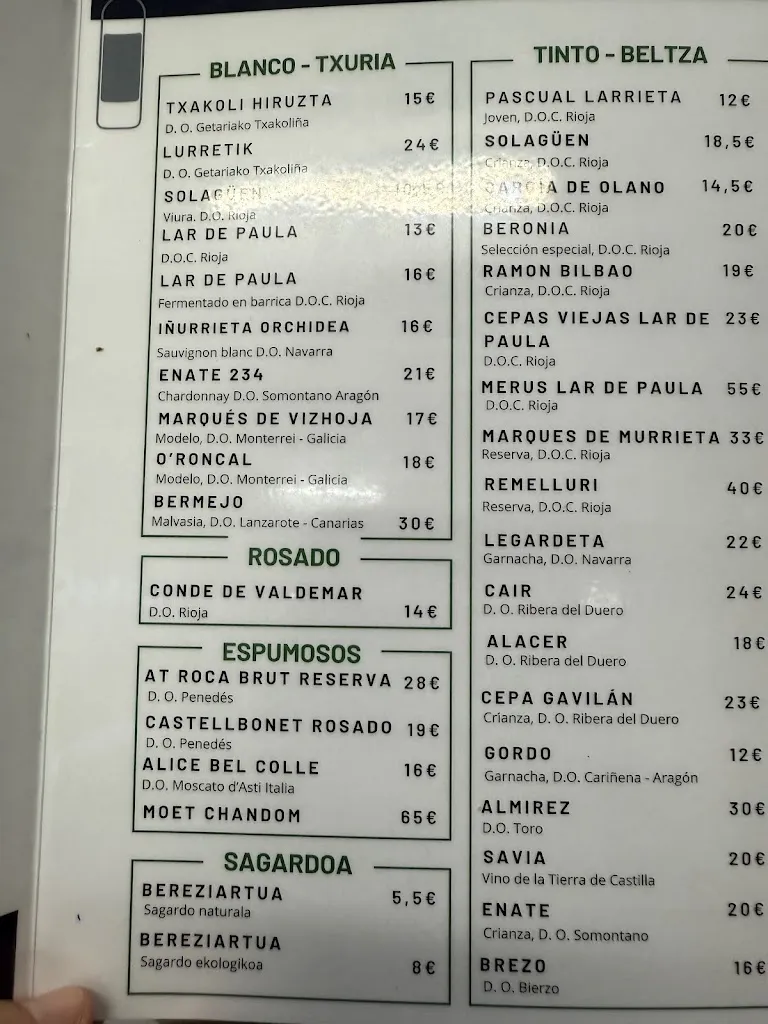 BLANCO - TXURIA
TXAKOLI HIRUZTA 15€
D. O. Getariako Txakoliña
LURRETIK 24€
D. O. Getariako Txakoliña
SOLAGÜEN
Viura. D.O. Rioja
LAR DE PAULA 13€
D.O.C. Rioja
LAR DE PAULA 16€
Fermentado en barrica D.O.C. Rioja
IÑURRIETA ORCHIDEA 16€
Sauvignon blanc D.O. Navarra
ENATE 234 21€
Chardonnay D.O. Somontano Aragón
MARQUÉS DE VIZHOJA 17€
Modelo, D.O. Monterrei - Galicia
O'RONCAL 18€
Modelo, D.O. Monterrei - Galicia
BERMEJO
Malvasia, D.O. Lanzarote - Canarias 30€
ROSADO
CONDE DE VALDEMAR
D.O. Rioja 14€
ESPUMOSOS
AT ROCA BRUT RESERVA 28€
D. O. Penedés
CASTELLBONET ROSADO 19€
D. O. Penedés
ALICE BEL COLLE 16€
D.O. Moscato d'Asti Italia
MOET CHANDOM 65€
SAGARDOA
BEREZIARTUA 5,5€
Sagardo naturala
BEREZIARTUA
Sagardo ekologikoa 8€
TINTO - BELTZA
PASCUAL LARRIETA 12€
Joven, D.O.C. Rioja
SOLAGÜEN 18,5€
Crianza, D.O.C. Rioja
GARCIA DE OLANO 14,5€
Crianza, D.O.C. Rioja
BERONIA 20€
Selección especial, D.O.C. Rioja
RAMON BILBAO 19€
Crianza, D.O.C. Rioja
CEPAS VIEJAS LAR DE 23€
PAULA
D.O.C. Rioja
MERUS LAR DE PAULA 55€
D.O.C. Rioja
MARQUES DE MURRIETA 33€
Reserva, D.O.C. Rioja
REMELLURI 40€
Reserva, D.O.C. Rioja
LEGARDETA 22€
Garnacha, D.O. Navarra
CAIR 24€
D. O. Ribera del Duero
ALACER 18€
D. O. Ribera del Duero
CEPA GAVILÁN 23€
Crianza, D. O. Ribera del Duero
GORDO 12€
Garnacha, D.O. Cariñena - Aragón
ALMIREZ 30€
D.O. Toro
SAVIA 20€
Vino de la Tierra de Castilla
ENATE 20€
Crianza, D. O. Somontano
BREZO 16€
D. O. Bierzo